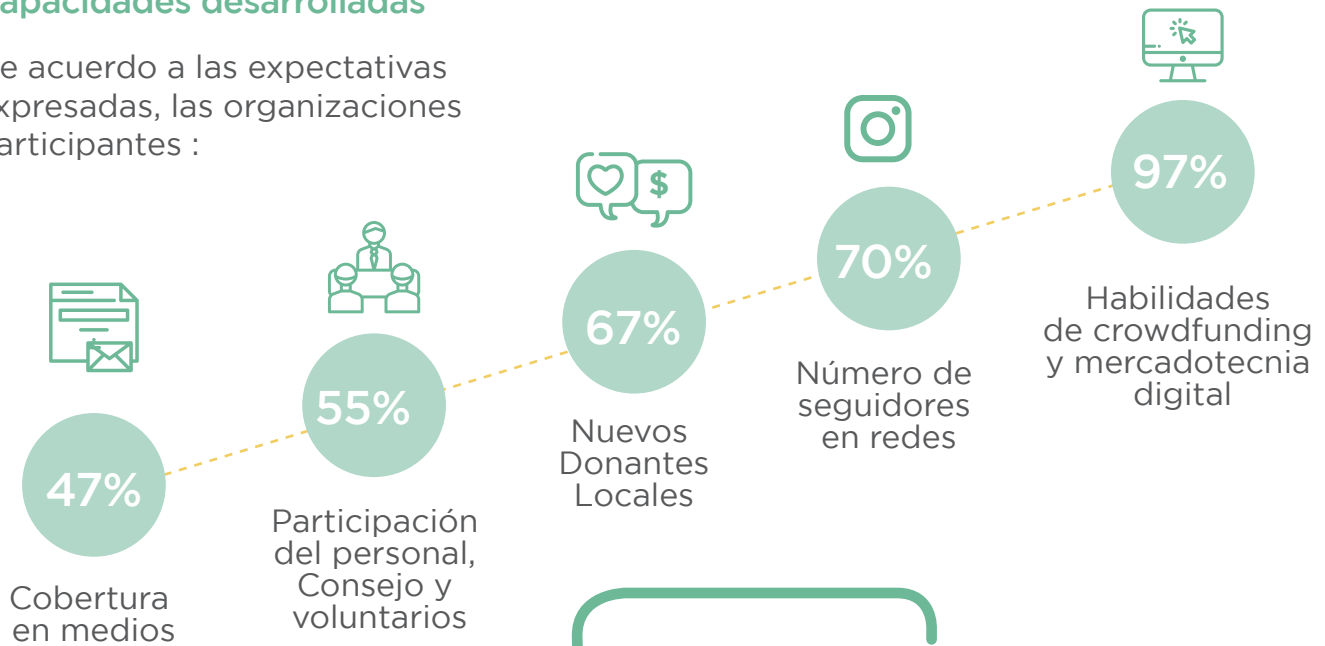 apacidades desarrolladas
e acuerdo a las expectativas
xpresadas, las organizaciones
articipantes :
47%
Cobertura
en medios
55%
Participación
del personal,
Consejo y
voluntarios
$
67%
Nuevos
Donantes
Locales
70%
Número de
seguidores
en redes
97%
Habilidades
de crowdfunding
y mercadotecnia
digital